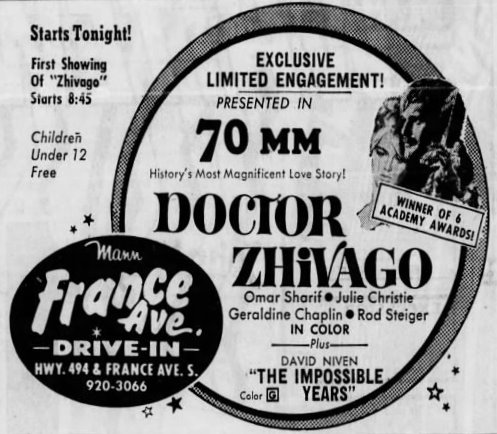 Starts Tonight!
First Showing
Of "Zhivago"
Starts 8:45
Children
Under 12
Free
EXCLUSIVE
LIMITED ENGAGEMENT!
PRESENTED IN
70 MM
History's Most Magnificent Love Story!
DOCTOR
ZHiVAGO
WINNER OF 6
ACADEMY AWARDS!
Omar Sharif • Julie Christie
Geraldine Chaplin • Rod Steiger
IN COLOR
—Plus—
DAVID NIVEN
"THE IMPOSSIBLE
Color G YEARS"
Mann
France
Ave.
—DRIVE-IN—
HWY. 494 & FRANCE AVE. S.
920-3066